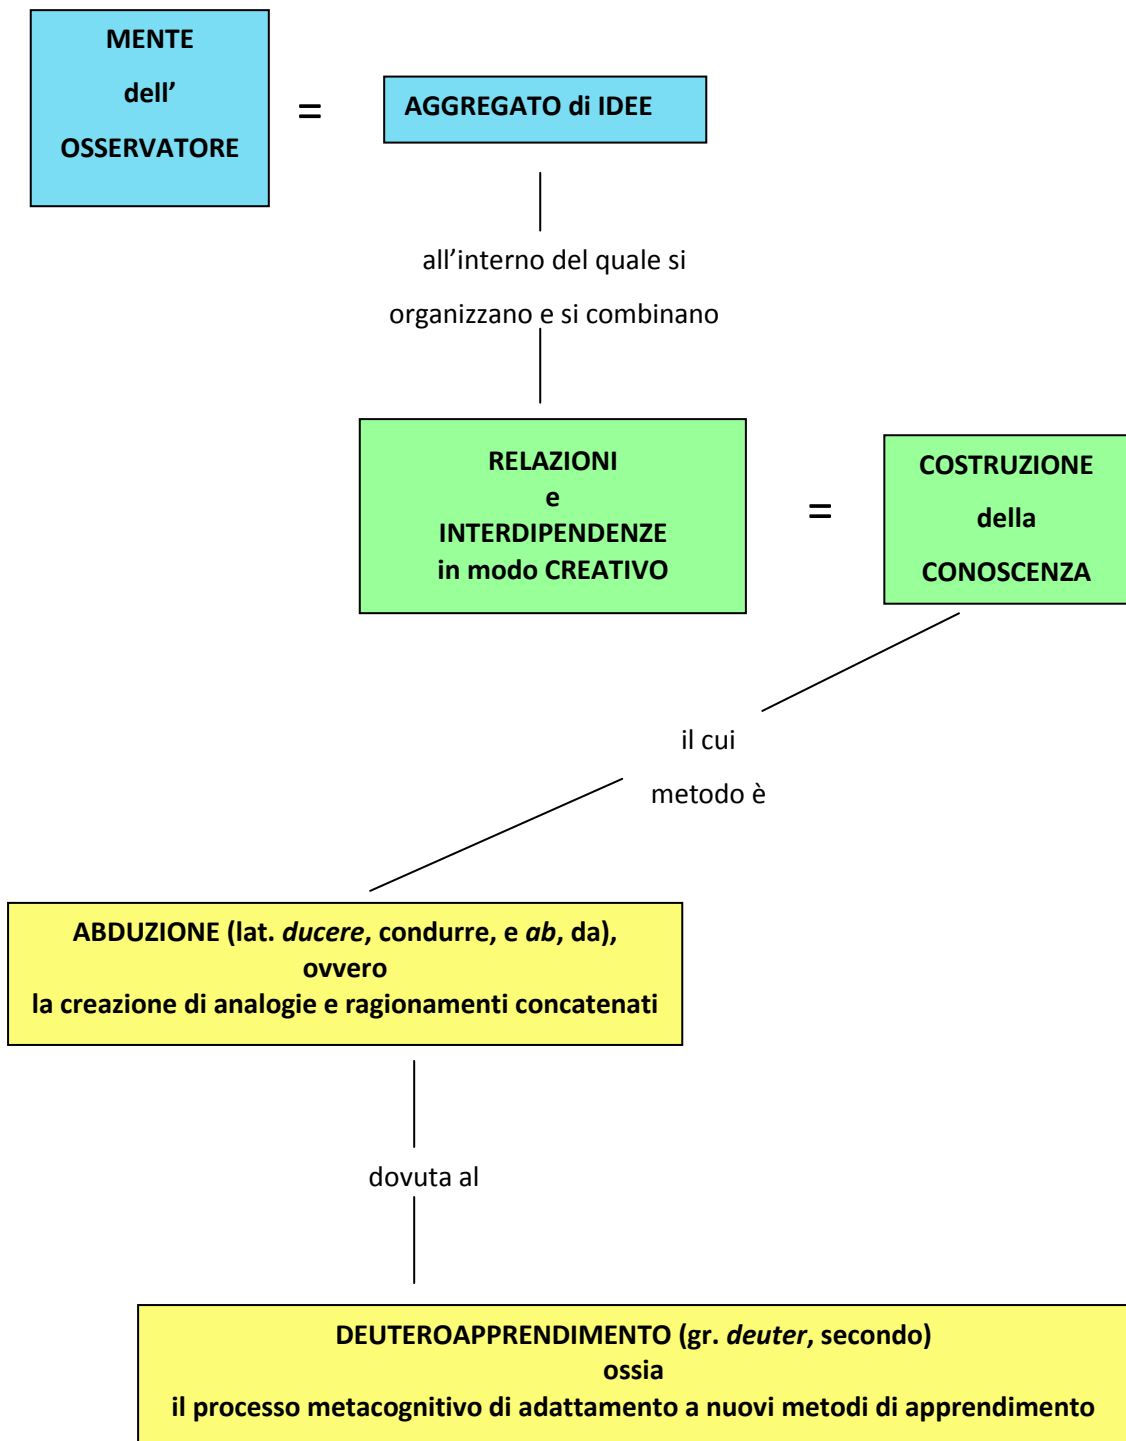 MENTE
dell’
OSSERVATORE
=
AGGREGATO di IDEE
all’interno del quale si
organizzano e si combinano
RELAZIONI
e
INTERDIPENDENZE
in modo CREATIVO
=
COSTRUZIONE
della
CONOSCENZA
il cui
metodo è
ABDUZIONE (lat. ducere, condurre, e ab, da),
ovvero
la creazione di analogie e ragionamenti concatenati
dovuta al
DEUTEROAPPRENDIMENTO (gr. deuter, secondo)
ossia
il processo metacognitivo di adattamento a nuovi metodi di apprendimento